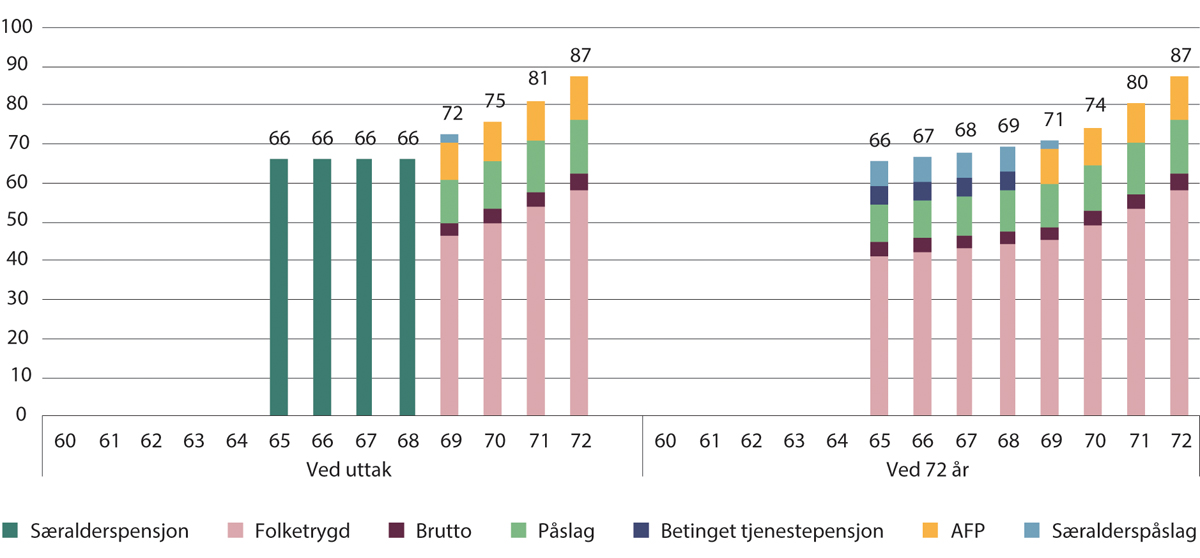 100
90
80
70
60
50
40
30
20
10
0
66 66 66 66 72 75 81 87
66 67 68 69 71 74 80 87
60 61 62 63 64 65 66 67 68 69 70 71 72
60 61 62 63 64 65 66 67 68 69 70 71 72
Ved uttak
Ved 72 år
Særalderspensjon Folketrygd Brutto Påslag Betinget tjenestepensjon AFP Særalderspåslag